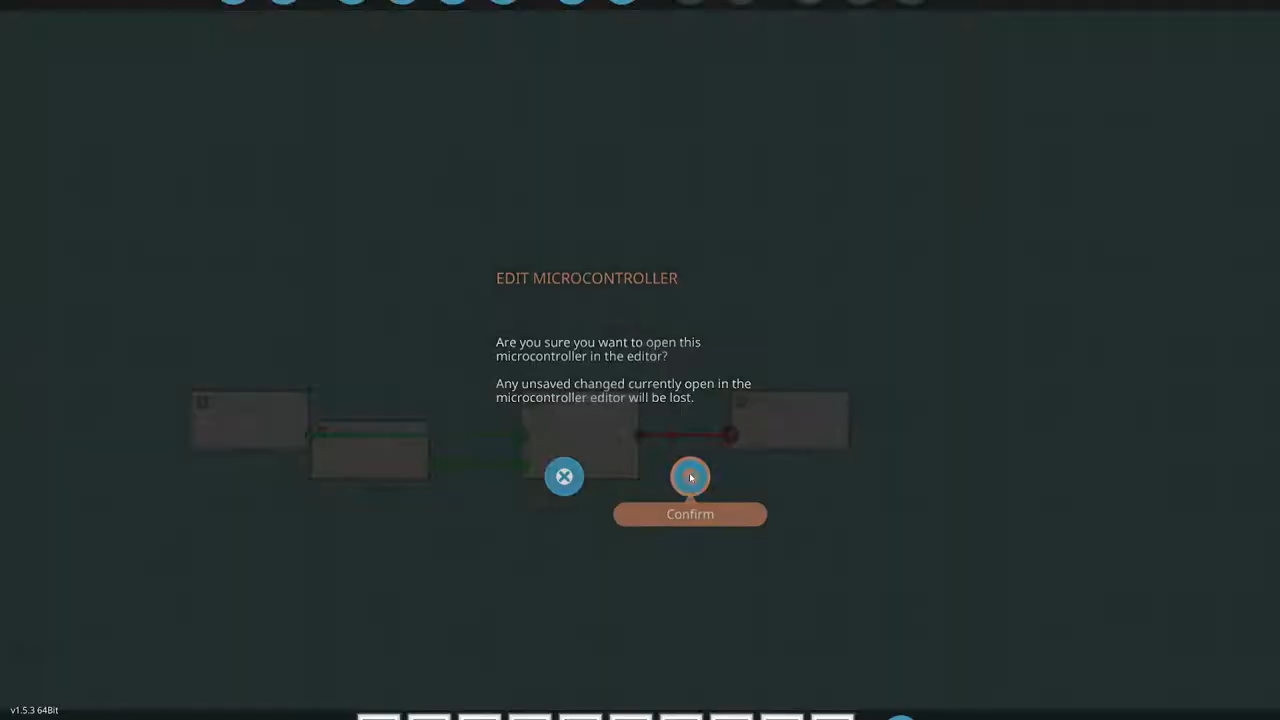 EDIT MICROCONTROLLER
Are you sure you want to open this
microcontroller in the editor?
Any unsaved changed currently open in the
microcontroller editor will be lost.
Confirm
v1.5.3 64Bit